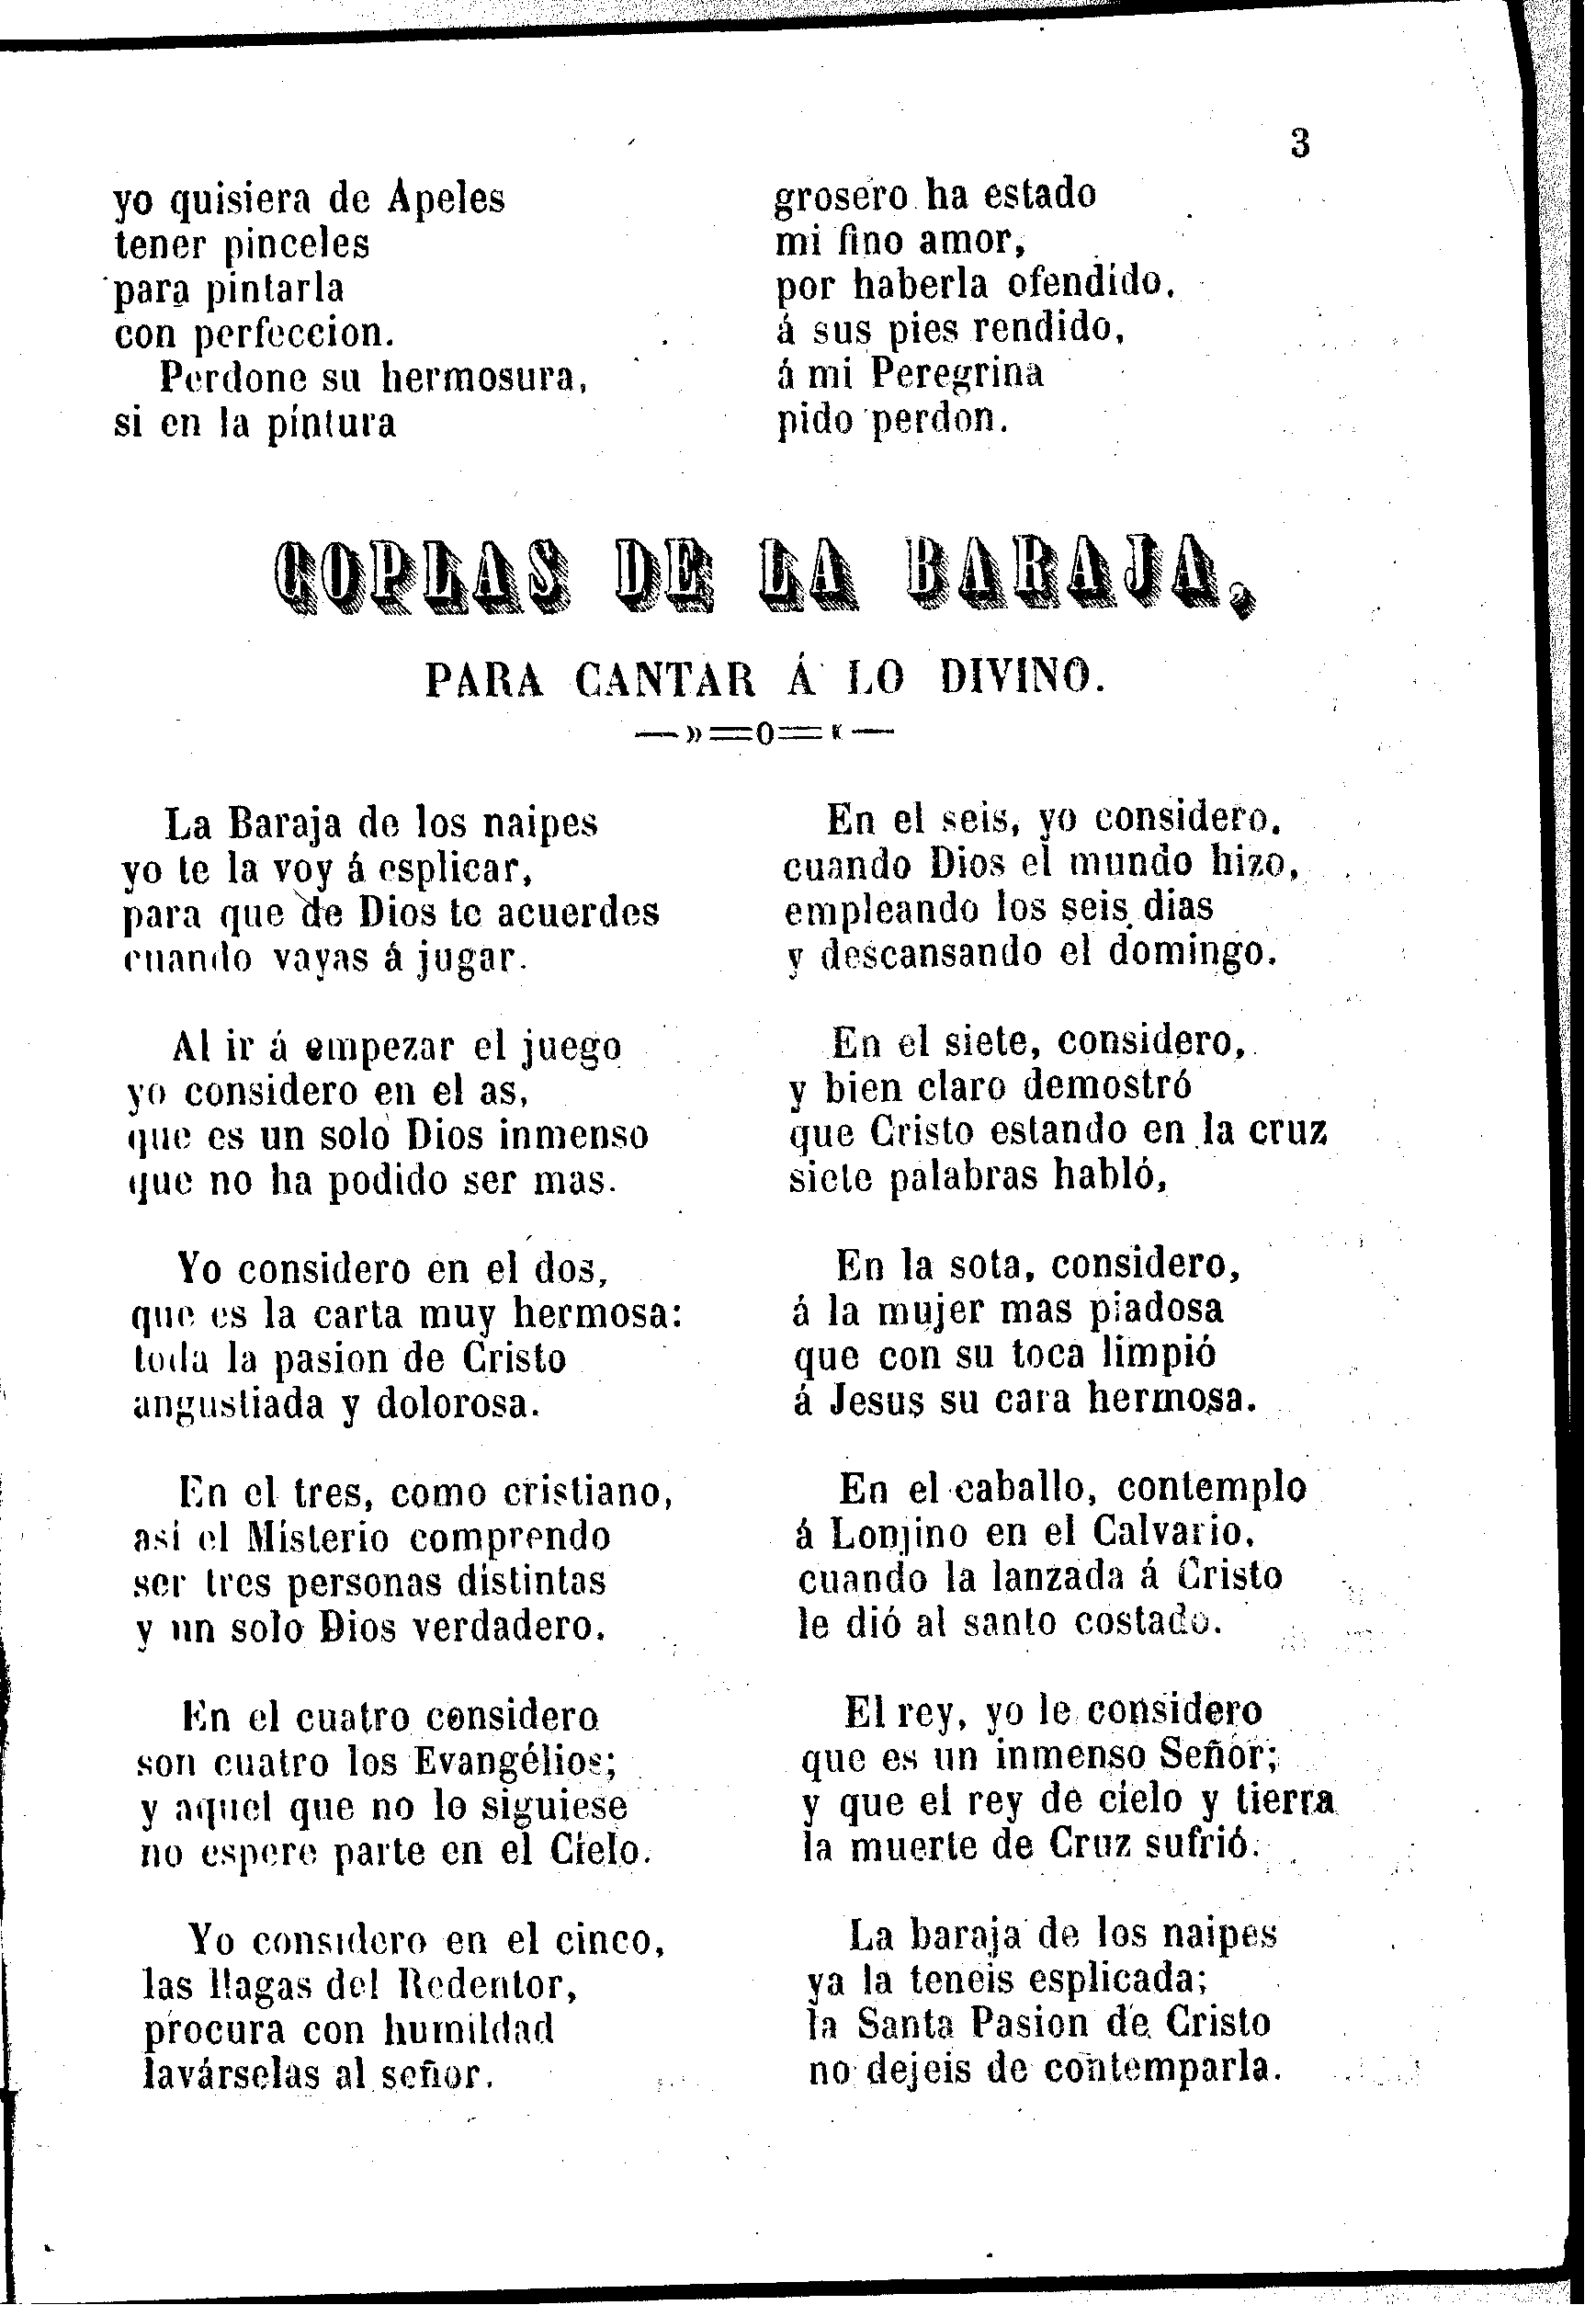 3
yo quisiera de Apeles
tener pinceles
para pintarla
con perfeccion.
Perdone su hermosura,
si en la pintura
grosero ha estado
mi fino amor,
por haberla ofendido,
á sus pies rendido,
á mi Peregrina
pido perdon.
COPLAS DE LA BARAJA,
PARA CANTAR Á LO DIVINO.
La Baraja de los naipes
yo te la voy á esplicar,
para que de Dios te acuerdes
cuando vayas á jugar.
Al ir á empezar el juego
yo considero en el as,
que es un solo Dios inmenso
que no ha podido ser mas.
Yo considero en el dos,
que es la carta muy hermosa:
toda la pasion de Cristo
angustiada y dolorosa.
En el tres, como cristiano,
asi el Misterio comprendo
ser tres personas distintas
y un solo Dios verdadero.
En el cuatro considero
son cuatro los Evangélios;
y aquel que no lo siguiese
no espere parte en el Cielo.
Yo considero en el cinco,
las llagas del Redentor,
procura con humildad
lavárselas al señor.
En el seis, yo considero,
cuando Dios el mundo hizo,
empleando los seis dias
y descansando el domingo.
En el siete, considero,
y bien claro demostró
que Cristo estando en la cruz
siete palabras habló,
En la sota, considero,
á la mujer mas piadosa
que con su toca limpió
á Jesus su cara hermosa.
En el caballo, contemplo
á Lonjino en el Calvario,
cuando la lanzada á Cristo
le dió al santo costado.
El rey, yo le considero
que es un inmenso Señor;
y que el rey de cielo y tierra
la muerte de Cruz sufrió.
La baraja de los naipes
ya la teneis esplicada;
la Santa Pasion de Cristo
no dejeis de contemparla.